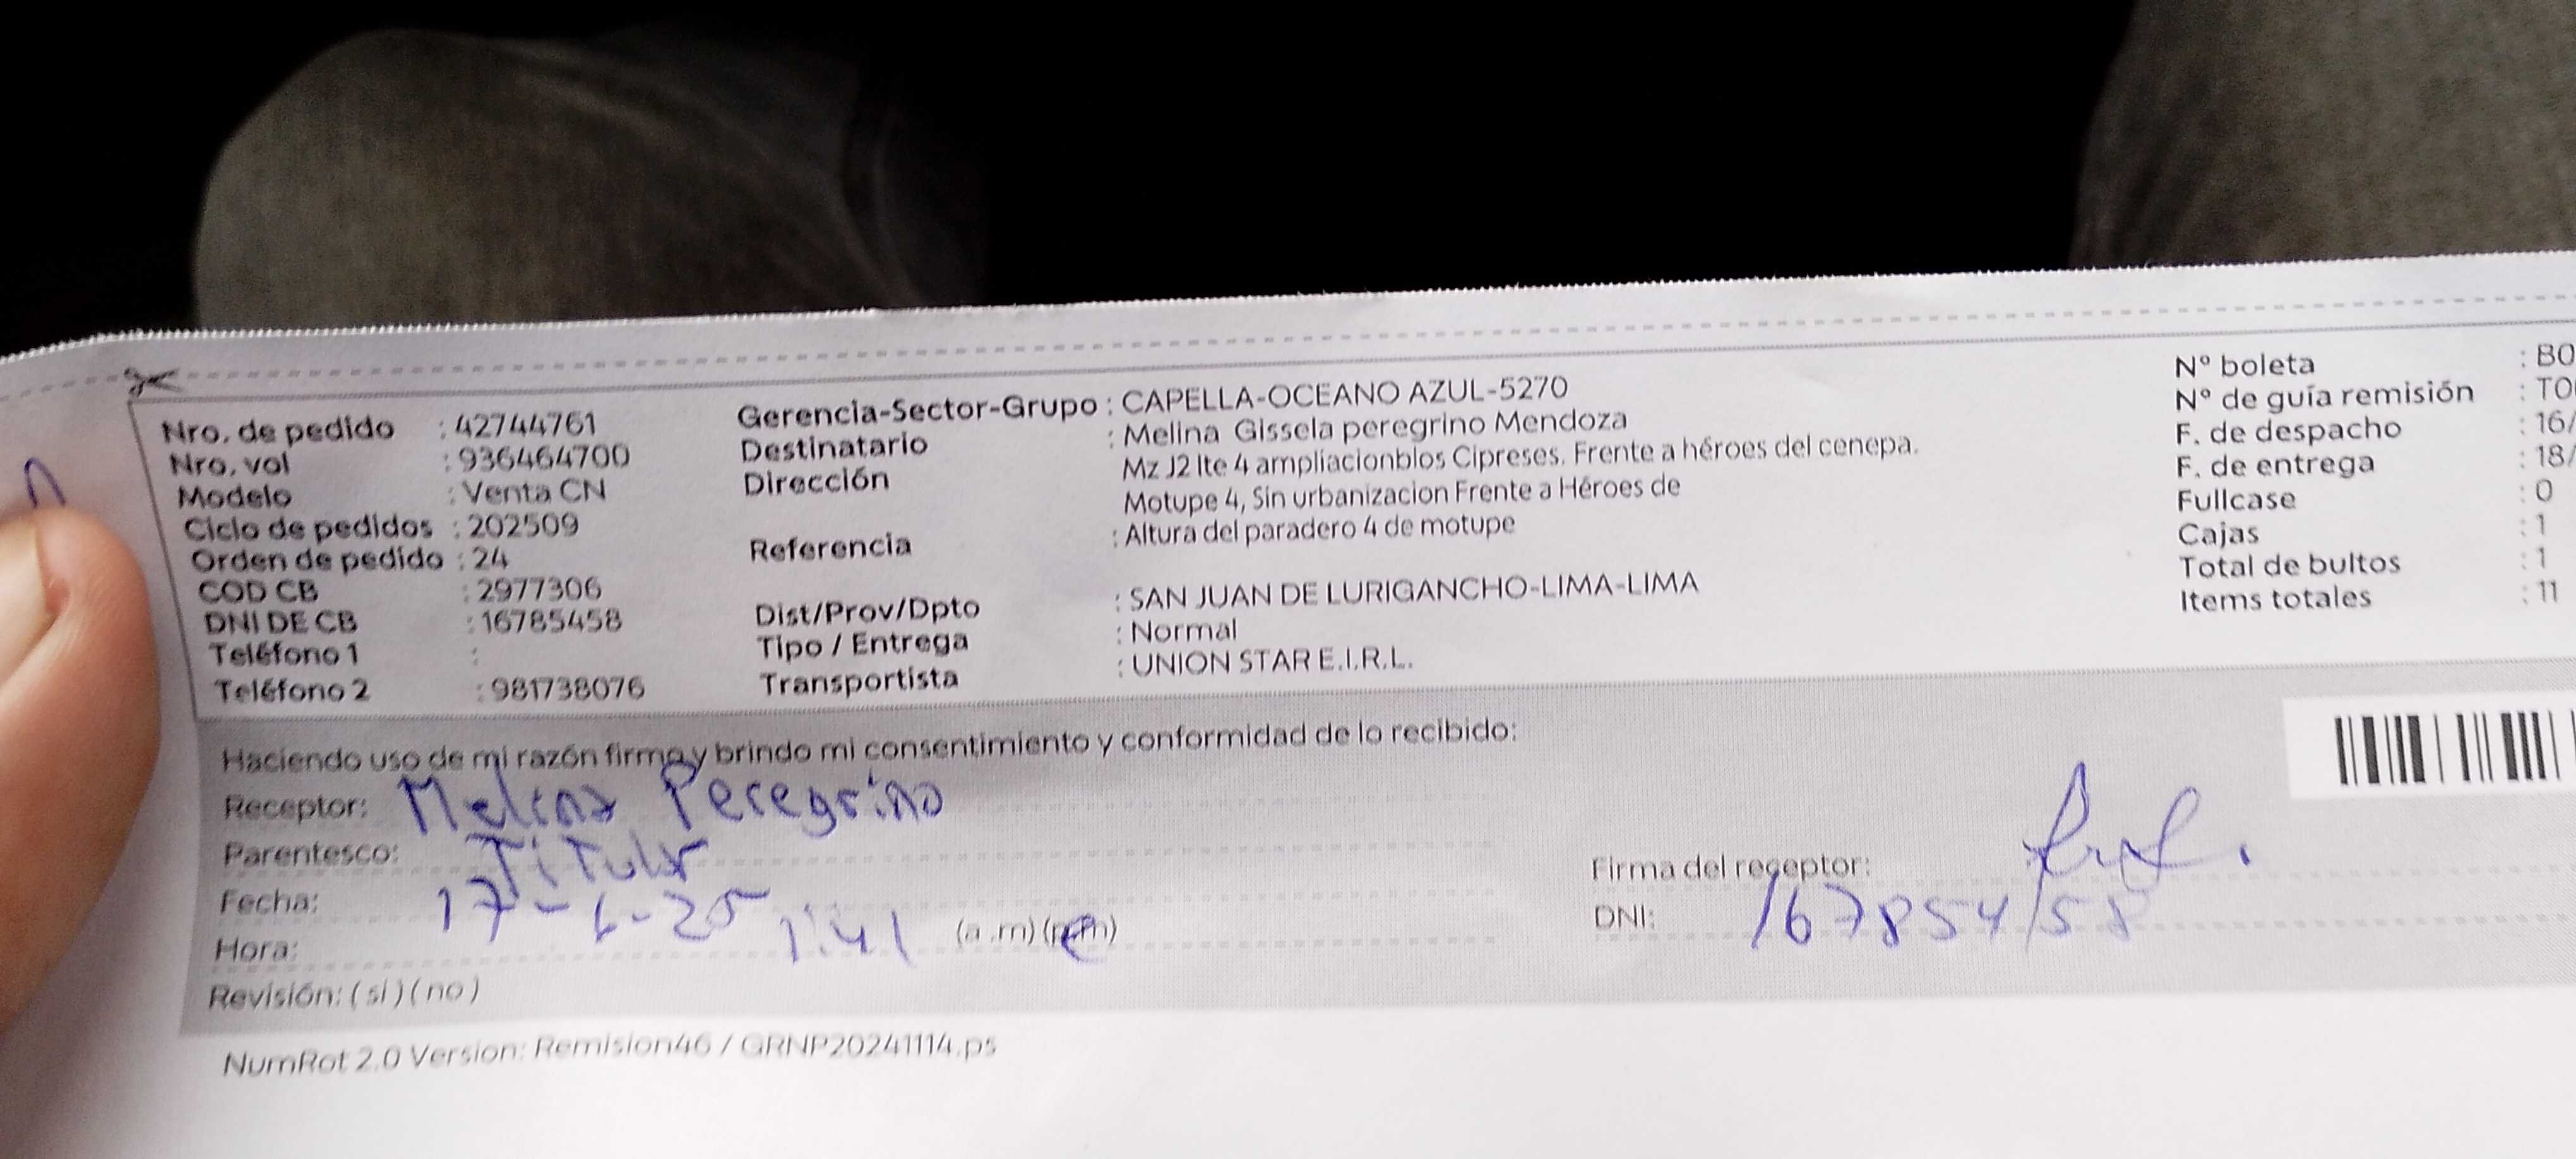 Nro. de pedido : 42744761
Nro. vol : 936464700
Modelo : Venta CN
Ciclo de pedidos : 202509
Orden de pedido : 24
COD CB : 2977306
DNI DE CB : 16785458
Teléfono 1 :
Teléfono 2 : 981738076
Gerencia-Sector-Grupo : CAPELLA-OCEANO AZUL-5270
Destinatario : Melina Gissela peregrino Mendoza
Dirección : Mz J2 lte 4 ampliacionblos Cipreses. Frente a héroes del cenepa.
Motupe 4, Sin urbanizacion Frente a Héroes de
Referencia : Altura del paradero 4 de motupe
Dist/Prov/Dpto : SAN JUAN DE LURIGANCHO-LIMA-LIMA
Tipo / Entrega : Normal
Transportista : UNION STAR E.I.R.L.
N° boleta : BO
N° de guía remisión : TO
F. de despacho : 16/
F. de entrega : 18/
Fullcase : 0
Cajas : 1
Total de bultos : 1
Items totales : 11
Haciendo uso de mi razón firmo y brindo mi consentimiento y conformidad de lo recibido:
Receptor: Melina Peregrino
Parentesco: Titular
Fecha: 17-6-25
Hora: 1:41 (a.m) (p.m)
Revisión: ( si ) ( no )
Firma del receptor:
DNI: 16785458
NumRot 2.0 Version: Remision46 / GRNP20241114.ps